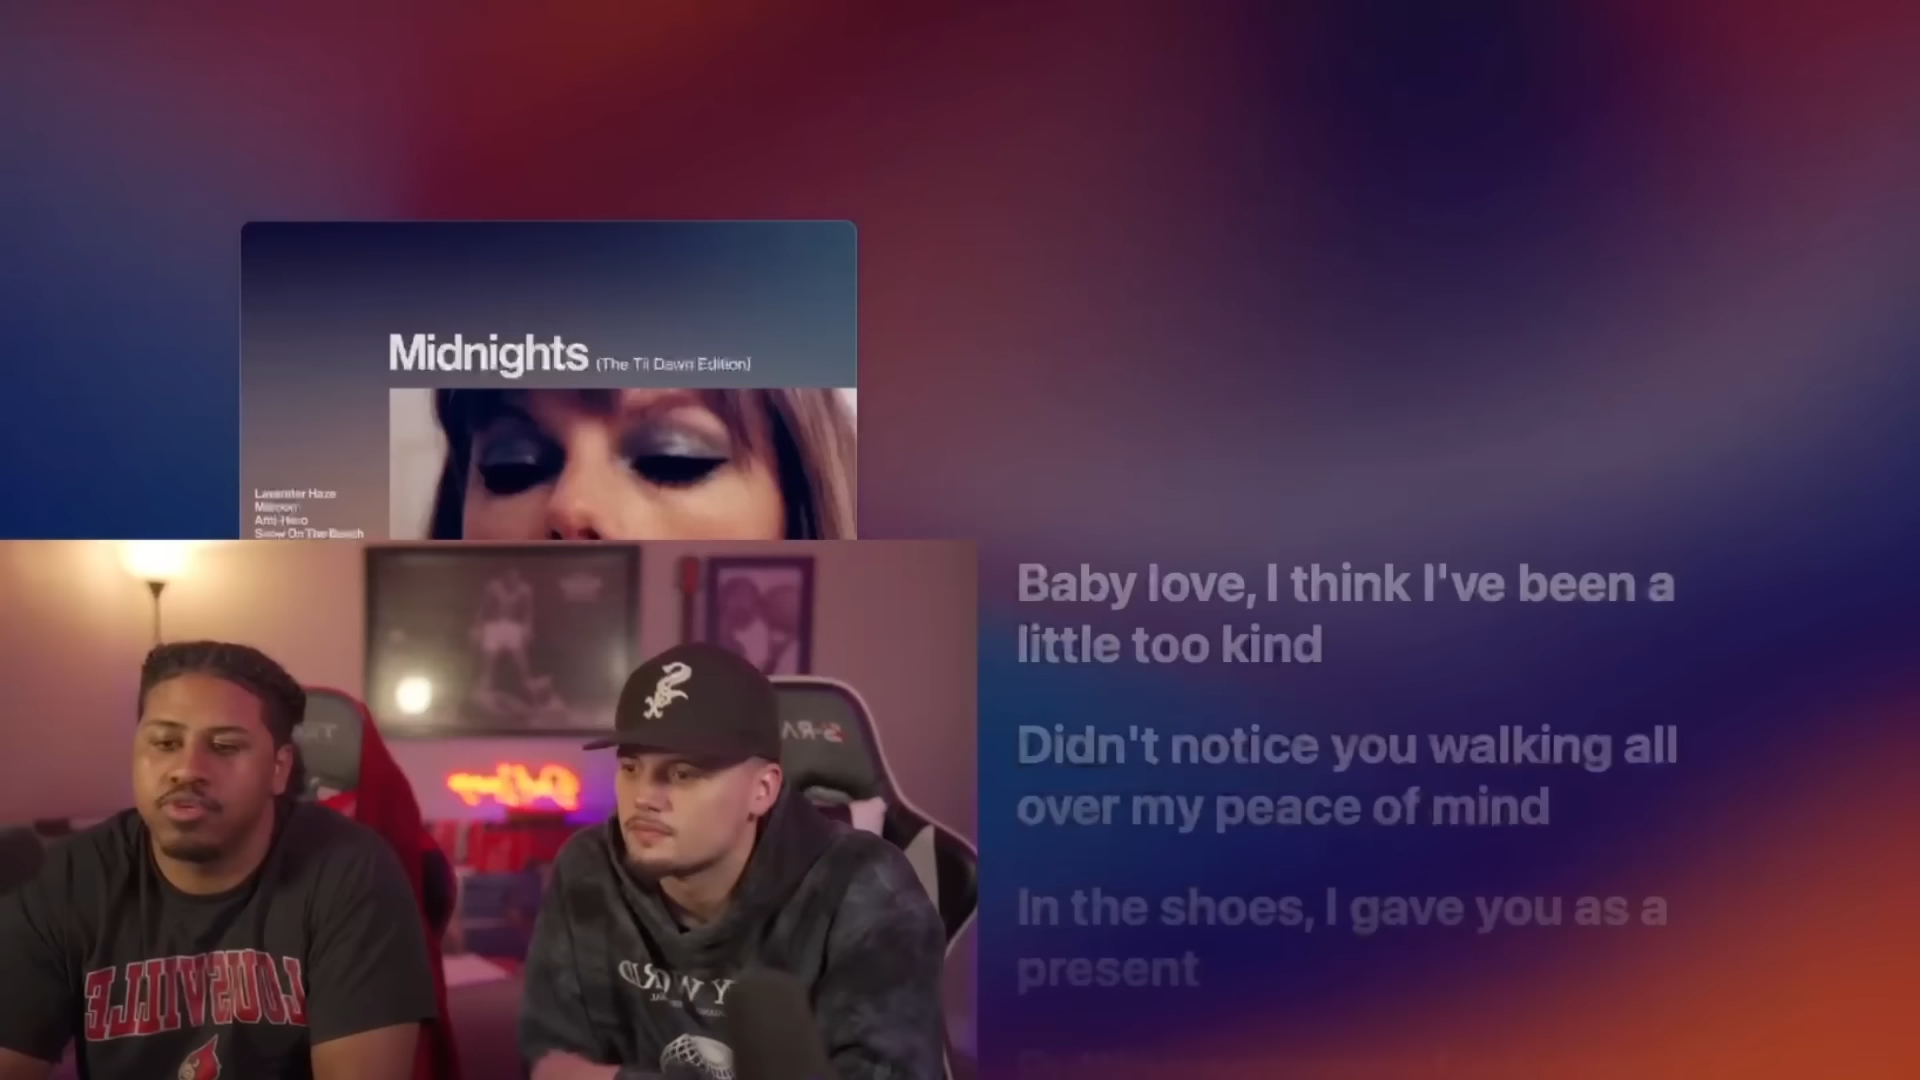 Midnights (The Til Dawn Edition)
Lavender Haze
Maroon
Anti-Hero
Snow On The Beach
Baby love, I think I've been a
little too kind
Didn't notice you walking all
over my peace of mind
In the shoes, I gave you as a
present
LOUISVILLE